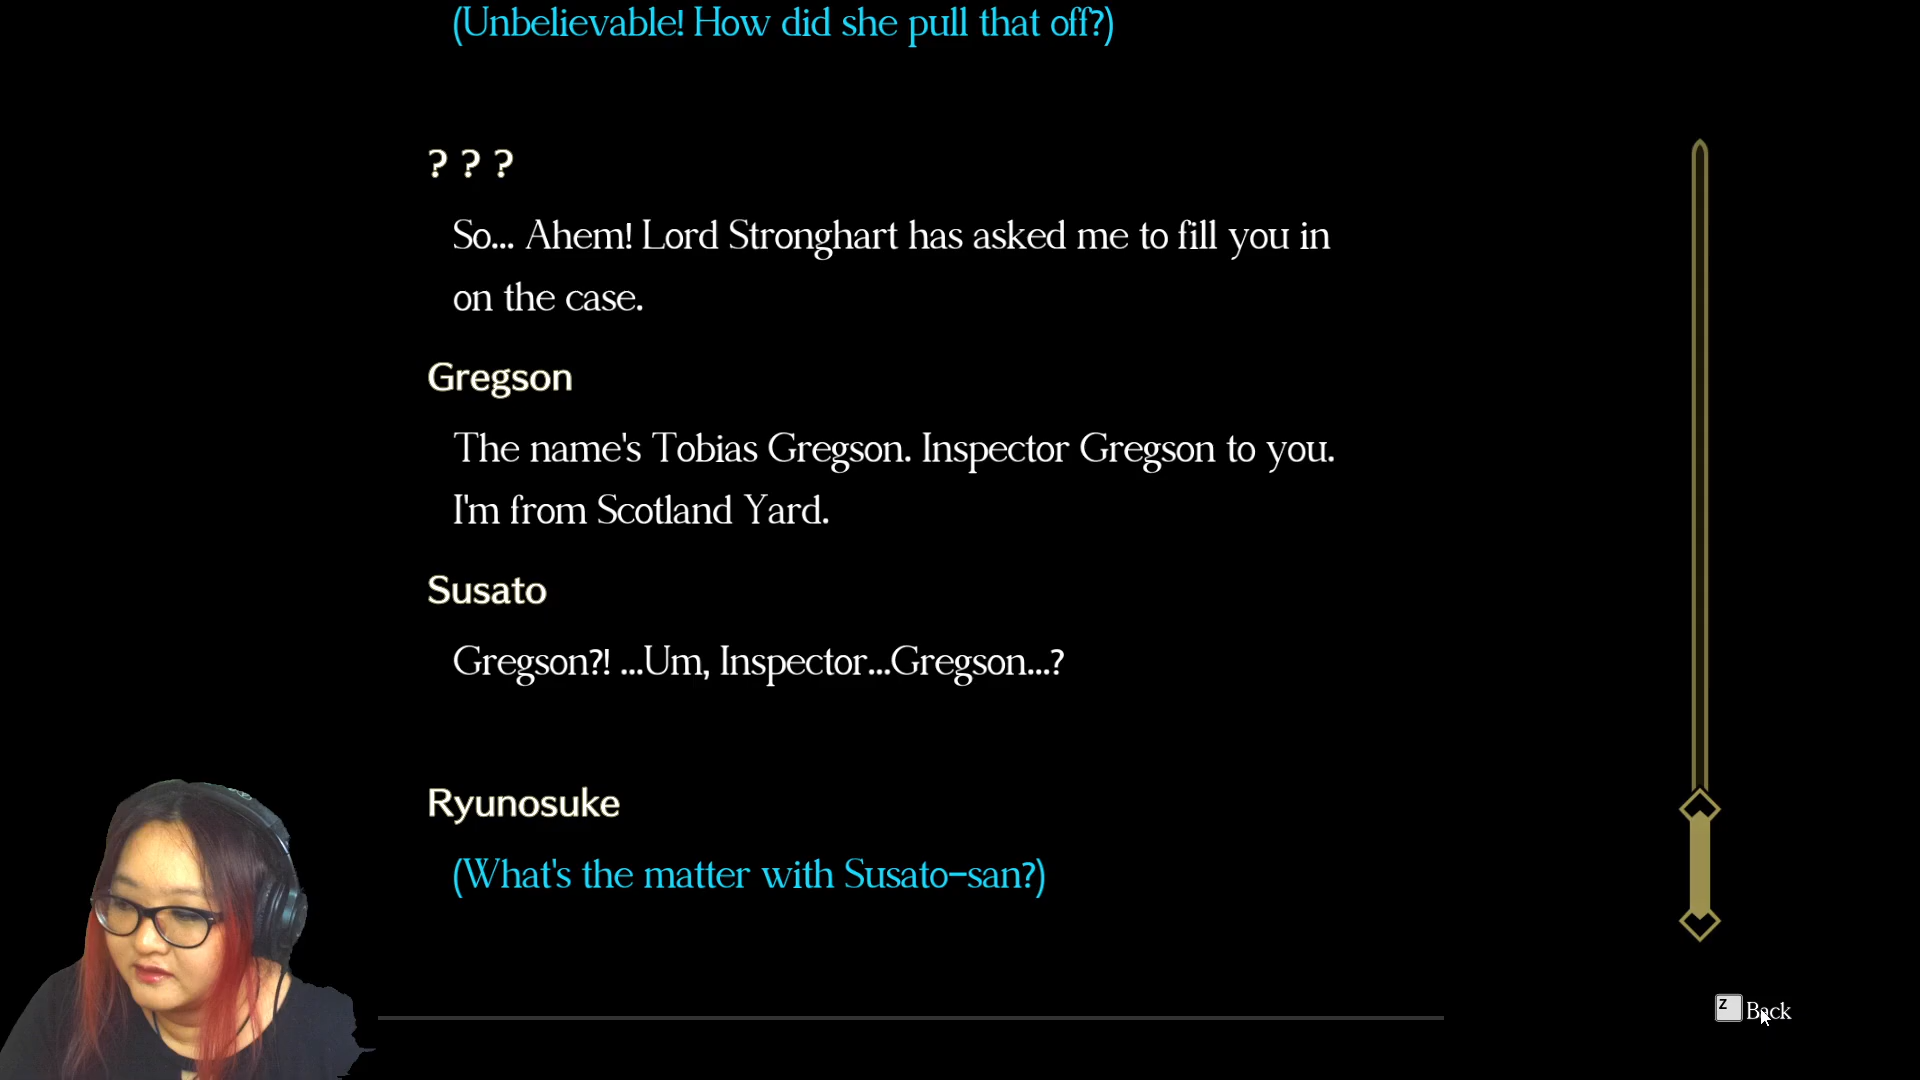 (Unbelievable! How did she pull that off?)
? ? ?
So... Ahem! Lord Stronghart has asked me to fill you in
on the case.
Gregson
The name's Tobias Gregson. Inspector Gregson to you.
I'm from Scotland Yard.
Susato
Gregson?! ...Um, Inspector...Gregson...?
Ryunosuke
(What's the matter with Susato-san?)
Z Back